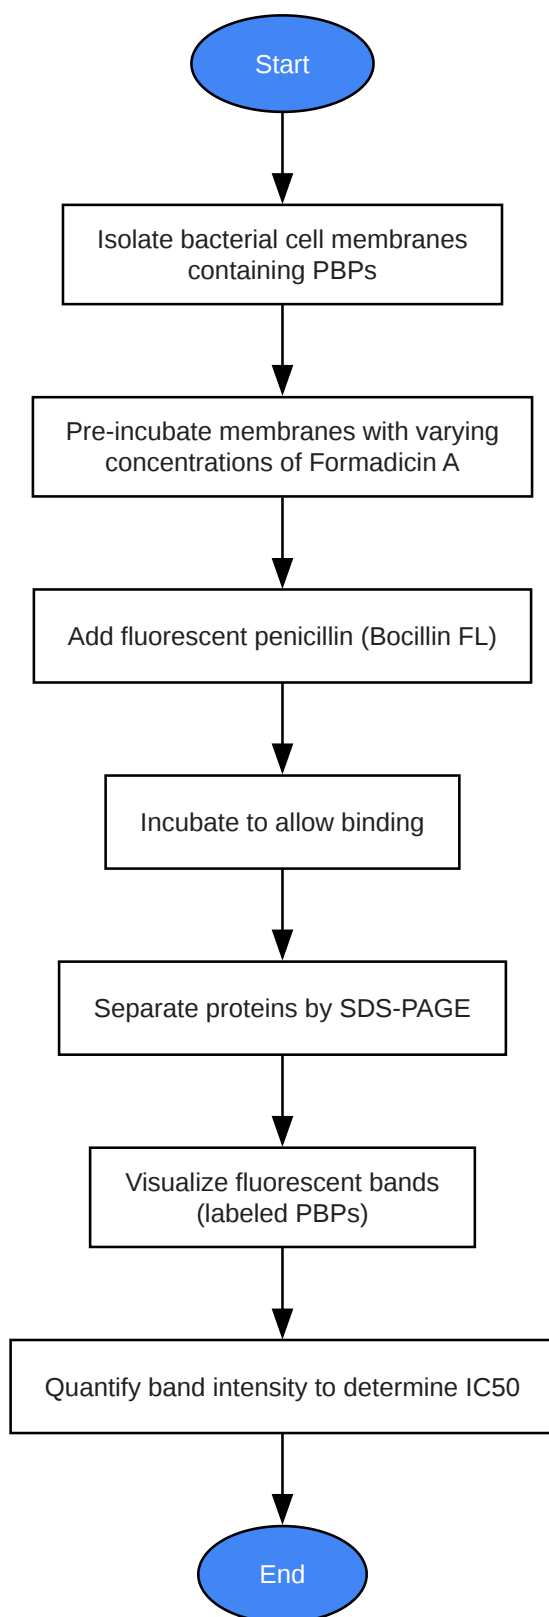 Start
Isolate bacterial cell membranes
containing PBPs
Pre-incubate membranes with varying
concentrations of Formadicin A
Add fluorescent penicillin (Bocillin FL)
Incubate to allow binding
Separate proteins by SDS-PAGE
Visualize fluorescent bands
(labeled PBPs)
Quantify band intensity to determine IC50
End